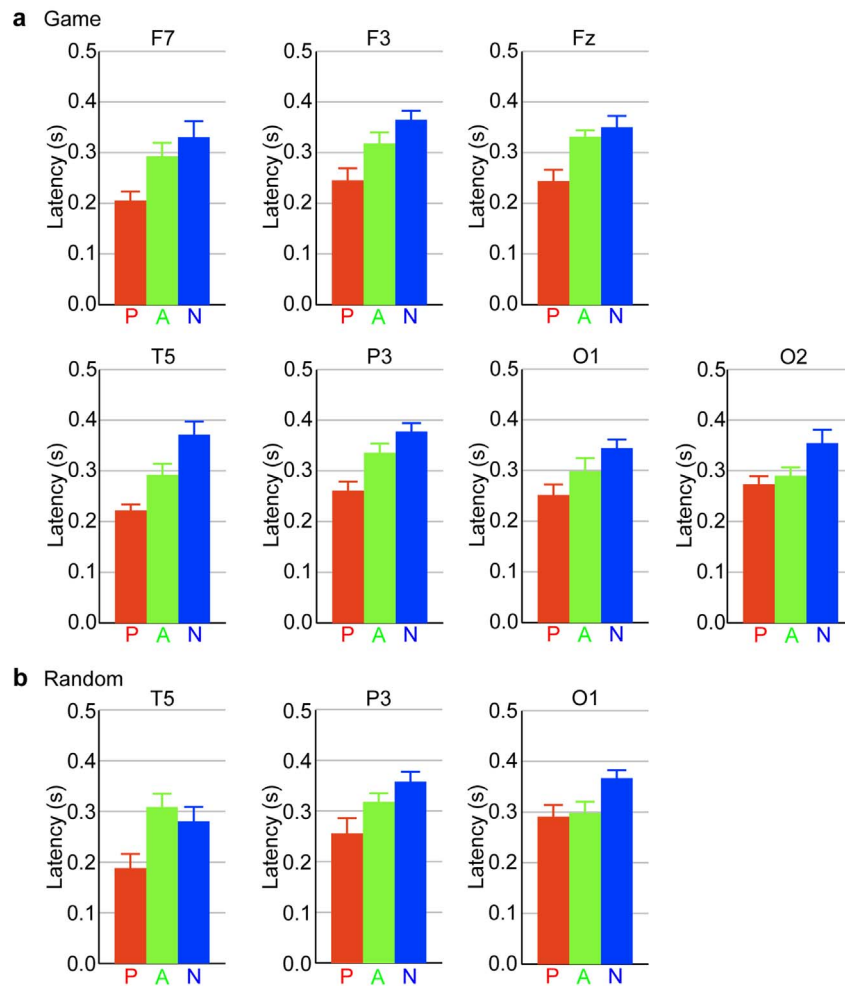 a Game
F7 F3 Fz
0.5 0.5 0.5
0.4 0.4 0.4
0.3 0.3 0.3
0.2 0.2 0.2
0.1 0.1 0.1
0.0 0.0 0.0
Latency (s) Latency (s) Latency (s)
P A N P A N P A N
T5 P3 O1 O2
0.5 0.5 0.5 0.5
0.4 0.4 0.4 0.4
0.3 0.3 0.3 0.3
0.2 0.2 0.2 0.2
0.1 0.1 0.1 0.1
0.0 0.0 0.0 0.0
Latency (s) Latency (s) Latency (s) Latency (s)
P A N P A N P A N P A N
b Random
T5 P3 O1
0.5 0.5 0.5
0.4 0.4 0.4
0.3 0.3 0.3
0.2 0.2 0.2
0.1 0.1 0.1
0.0 0.0 0.0
Latency (s) Latency (s) Latency (s)
P A N P A N P A N